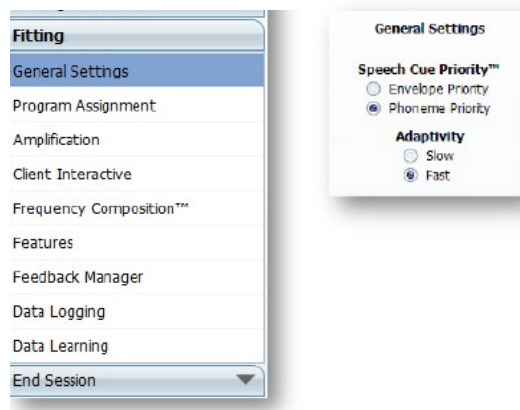 Fitting
General Settings
Program Assignment
Amplification
Client Interactive
Frequency Composition™
Features
Feedback Manager
Data Logging
Data Learning
End Session
General Settings
Speech Cue Priority™
Envelope Priority
Phoneme Priority
Adaptivity
Slow
Fast